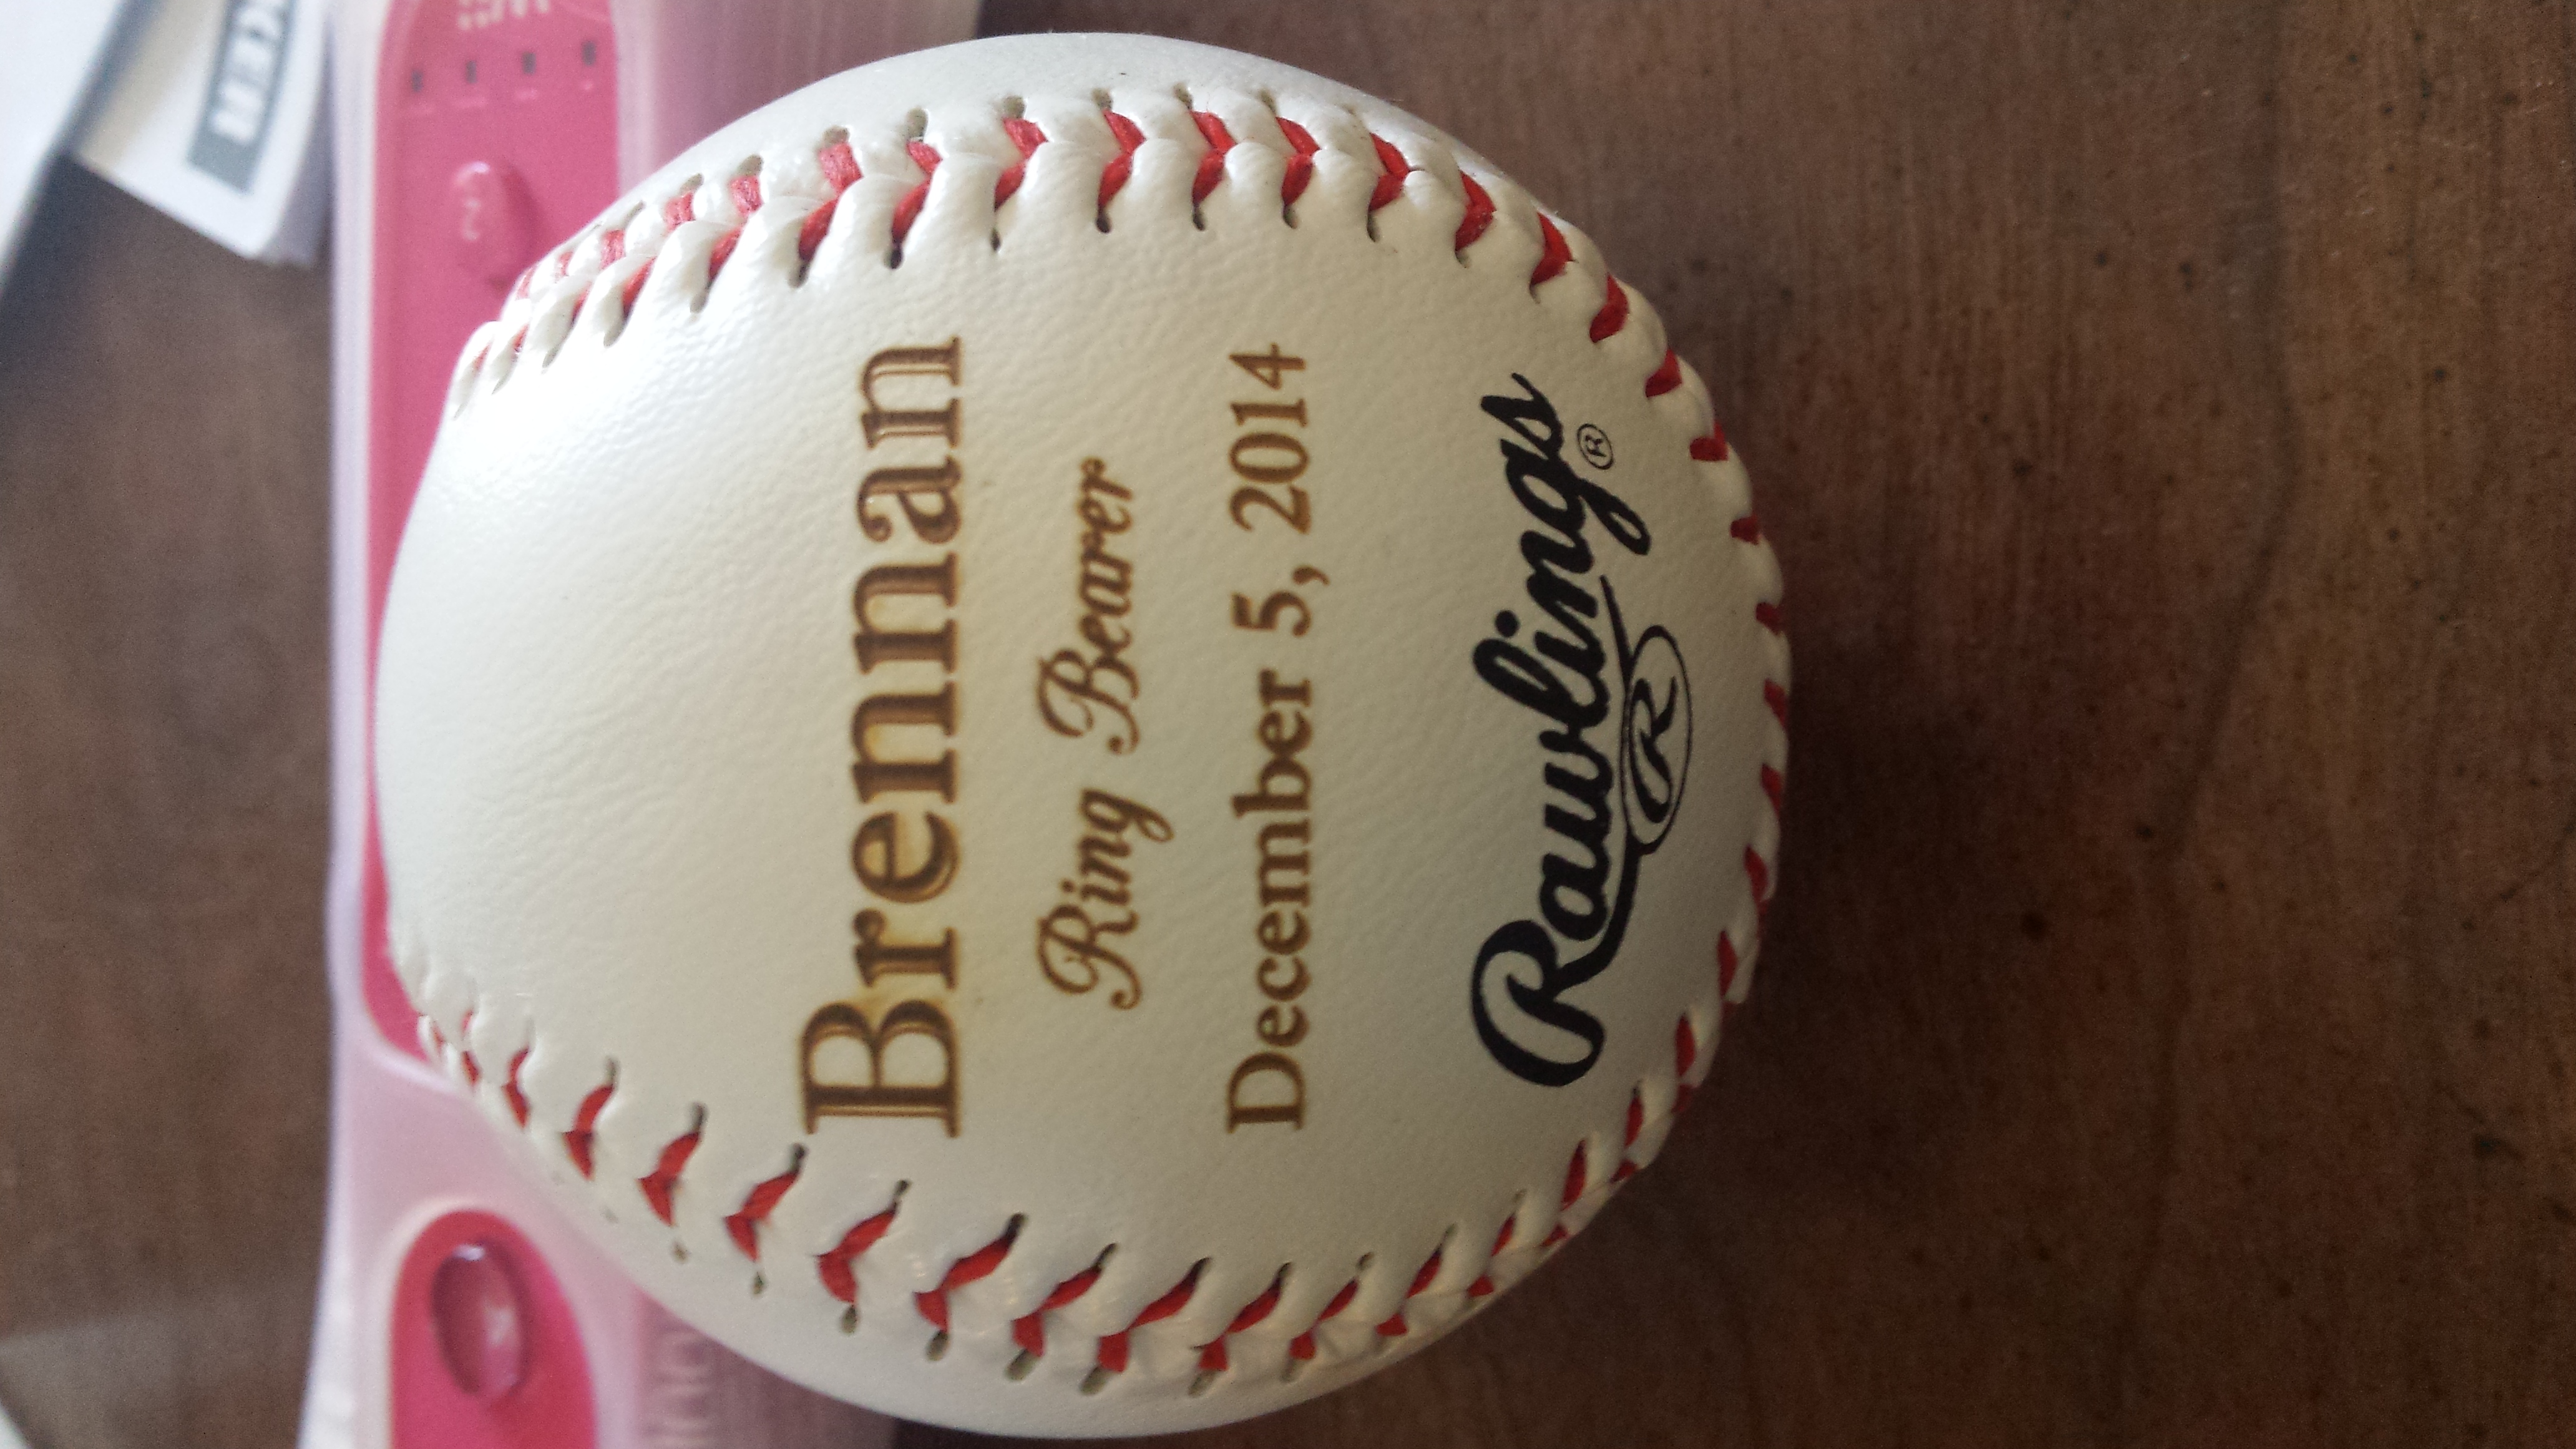 Brennan
Ring Bearer
December 5, 2014
Rawlings®
R